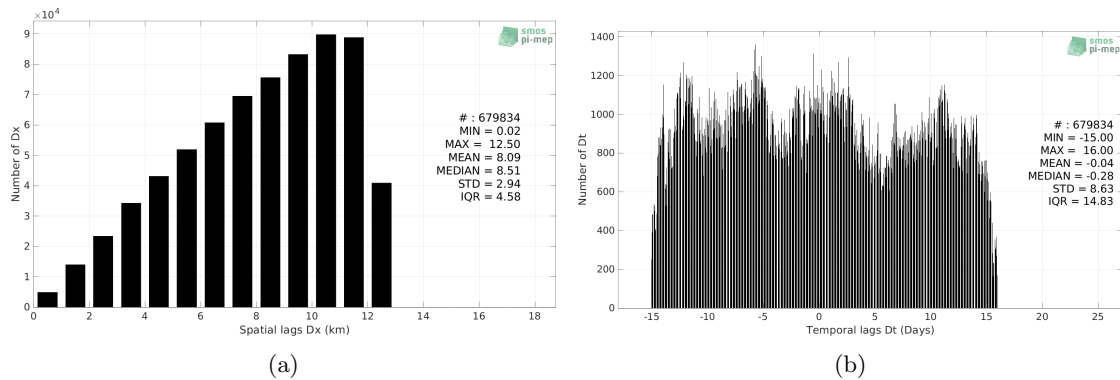 ×10⁴
9
8
7
6
5
4
3
2
1
0
Number of Dx
0 2 4 6 8 10 12 14 16 18
Spatial lags Dx (km)
smos
pi-mep
# : 679834
MIN = 0.02
MAX = 12.50
MEAN = 8.09
MEDIAN = 8.51
STD = 2.94
IQR = 4.58
(a)
1400
1200
1000
800
600
400
200
0
Number of Dt
-15 -10 -5 0 5 10 15 20 25
Temporal lags Dt (Days)
smos
pi-mep
# : 679834
MIN = -15.00
MAX = 16.00
MEAN = -0.04
MEDIAN = -0.28
STD = 8.63
IQR = 14.83
(b)